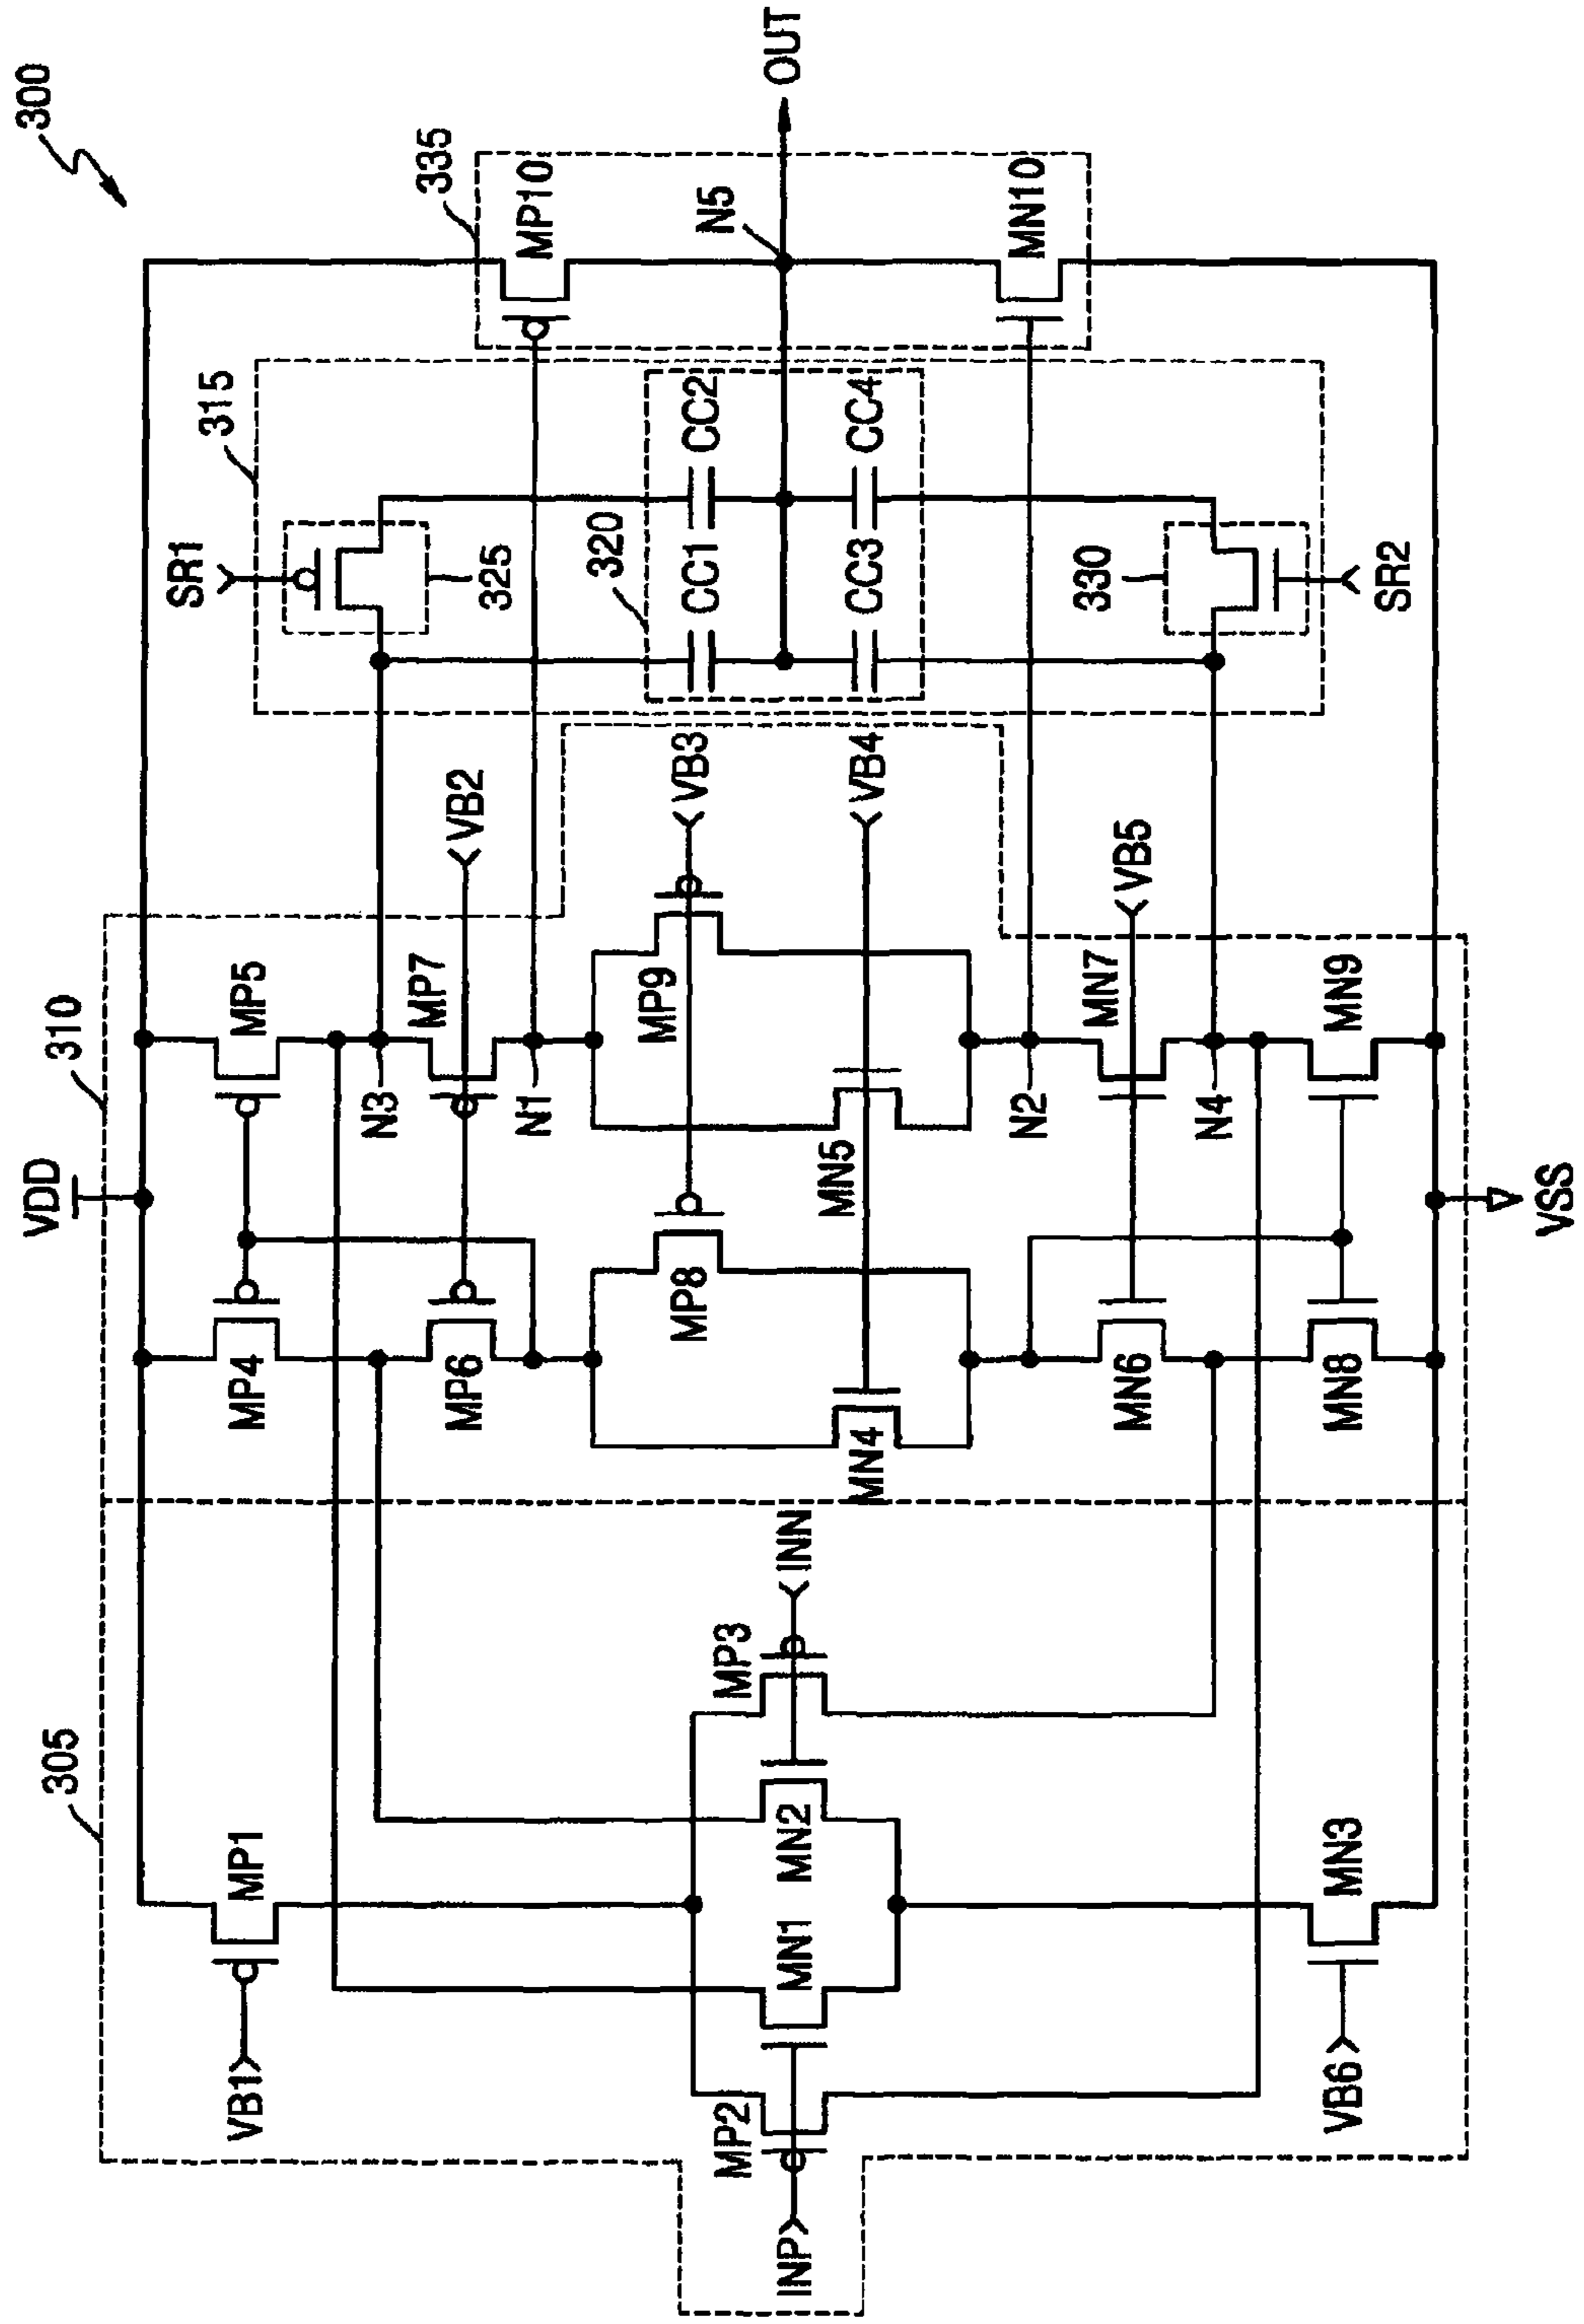 300
305
310
315
335
VDD
VB1
MP1
MP4
MP5
SR1
325
MP10
N3
MP6
MP7
VB2
N1
320
CC1
CC2
N5
OUT
MP2
INP
MN1
MN2
MP3
INN
MP8
MP9
VB3
MN4
MN5
VB4
CC3
CC4
N2
MN10
MN6
MN7
VB5
330
N4
SR2
VB6
MN3
MN8
MN9
VSS